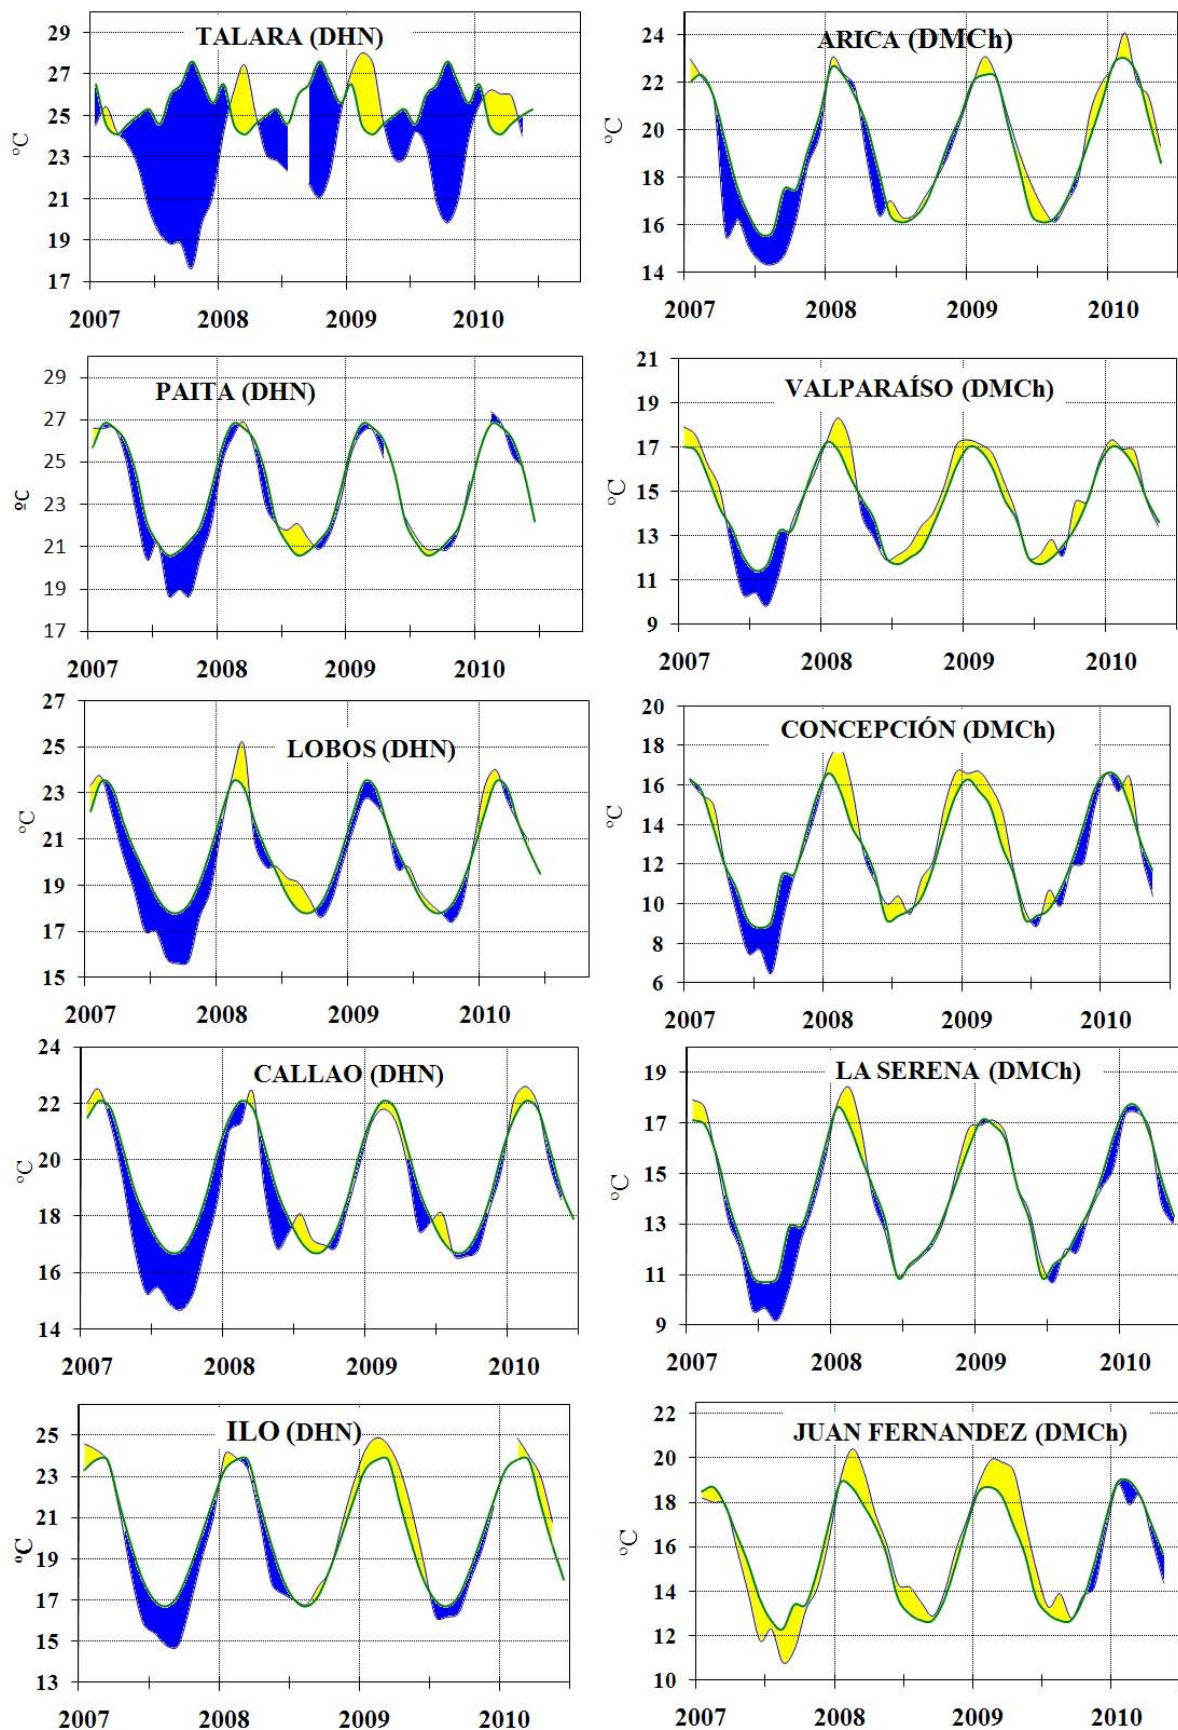 TALARA (DHN)
29
27
25
23
21
19
17
°C
2007 2008 2009 2010
ARICA (DMCh)
24
22
20
18
16
14
°C
2007 2008 2009 2010
PAITA (DHN)
29
27
25
23
21
19
17
ºC
2007 2008 2009 2010
VALPARAÍSO (DMCh)
21
19
17
15
13
11
9
°C
2007 2008 2009 2010
LOBOS (DHN)
27
25
23
21
19
17
15
°C
2007 2008 2009 2010
CONCEPCIÓN (DMCh)
20
18
16
14
12
10
8
6
°C
2007 2008 2009 2010
CALLAO (DHN)
24
22
20
18
16
14
°C
2007 2008 2009 2010
LA SERENA (DMCh)
19
17
15
13
11
9
°C
2007 2008 2009 2010
ILO (DHN)
25
23
21
19
17
15
13
°C
2007 2008 2009 2010
JUAN FERNANDEZ (DMCh)
22
20
18
16
14
12
10
°C
2007 2008 2009 2010